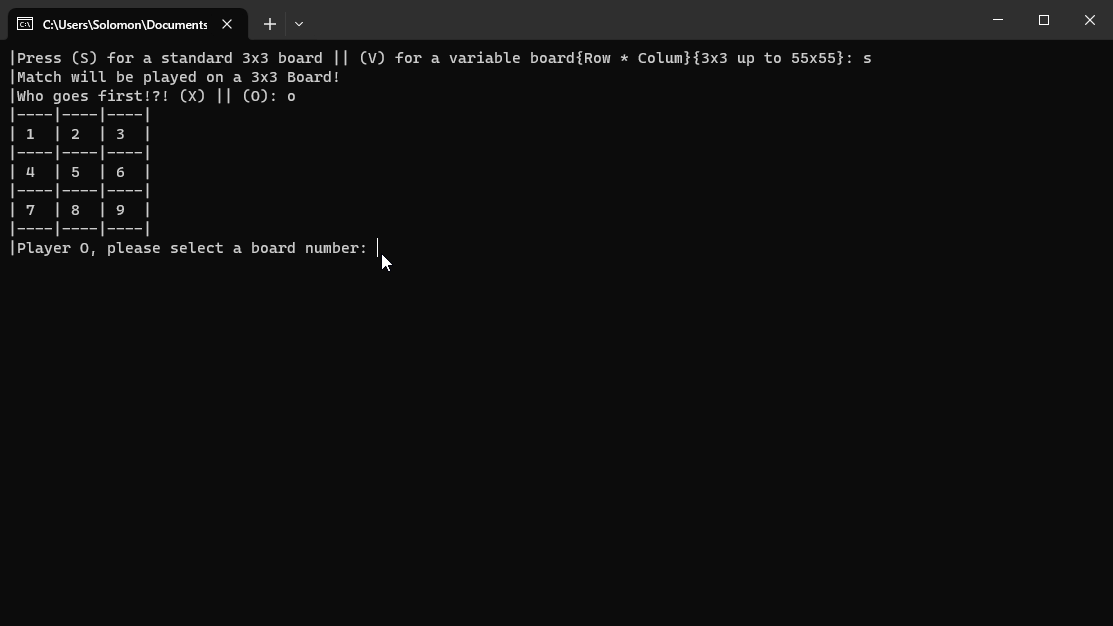 C:\Users\Solomon\Documents
|Press (S) for a standard 3x3 board || (V) for a variable board{Row * Colum}{3x3 up to 55x55}: s
|Match will be played on a 3x3 Board!
|Who goes first!?! (X) || (O): o
|----|----|----|
| 1  | 2  | 3  |
|----|----|----|
| 4  | 5  | 6  |
|----|----|----|
| 7  | 8  | 9  |
|----|----|----|
|Player O, please select a board number: